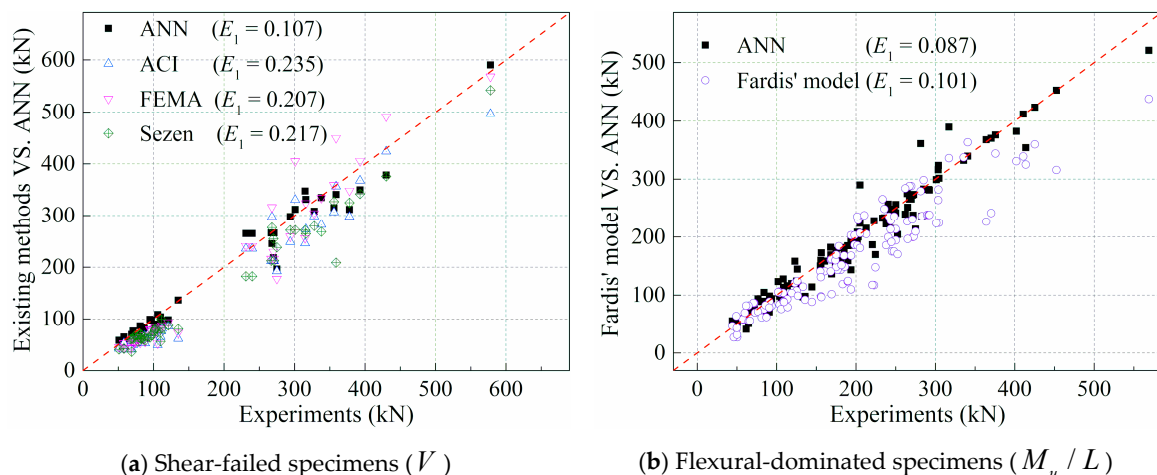 Existing methods VS. ANN (kN)
600
500
400
300
200
100
0
ANN (E1 = 0.107)
ACI (E1 = 0.235)
FEMA (E1 = 0.207)
Sezen (E1 = 0.217)
0 100 200 300 400 500 600
Experiments (kN)
(a) Shear-failed specimens (V)
Fardis' model VS. ANN (kN)
500
400
300
200
100
0
ANN (E1 = 0.087)
Fardis' model (E1 = 0.101)
0 100 200 300 400 500
Experiments (kN)
(b) Flexural-dominated specimens (Mu / L)